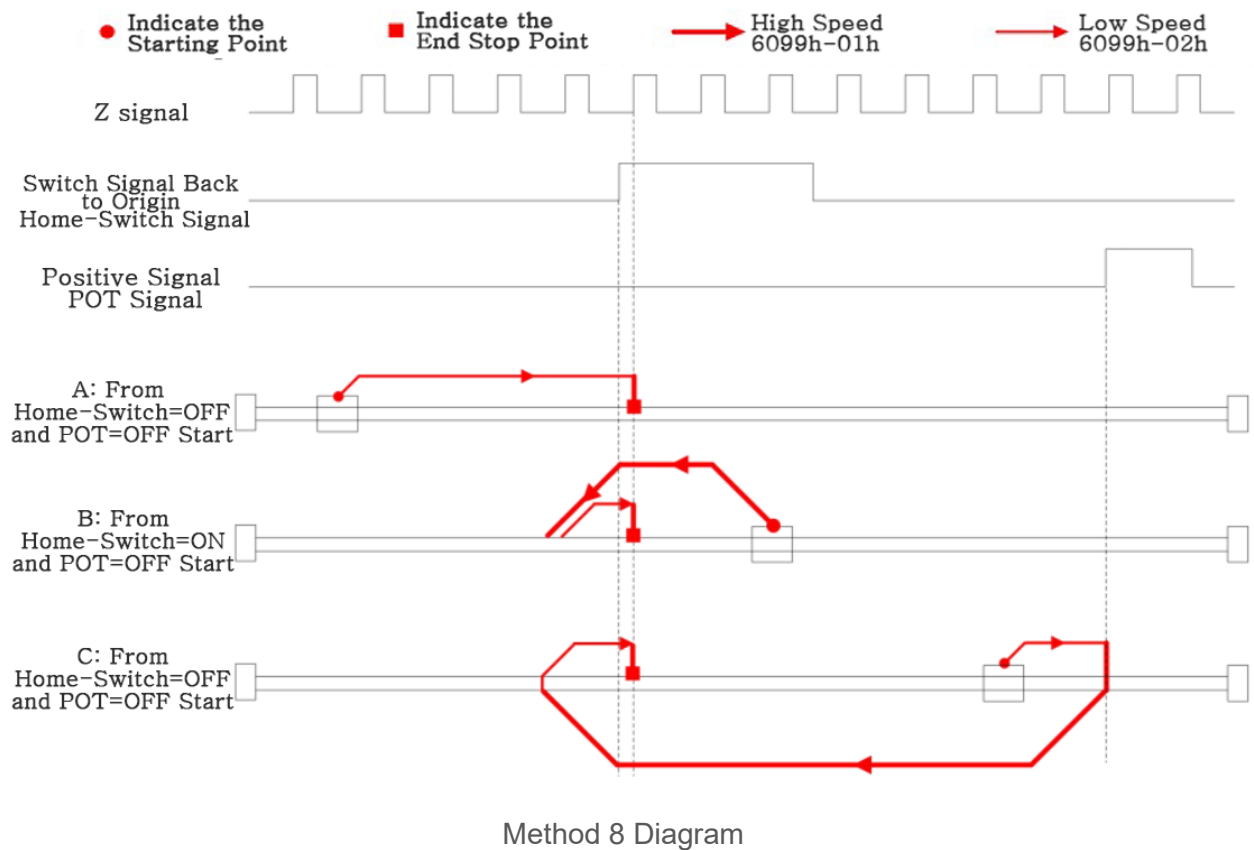 Indicate the
Starting Point
Indicate the
End Stop Point
High Speed
6099h-01h
Low Speed
6099h-02h
Z signal
Switch Signal Back
to Origin
Home-Switch Signal
Positive Signal
POT Signal
A: From
Home-Switch=OFF
and POT=OFF Start
B: From
Home-Switch=ON
and POT=OFF Start
C: From
Home-Switch=OFF
and POT=OFF Start
Method 8 Diagram